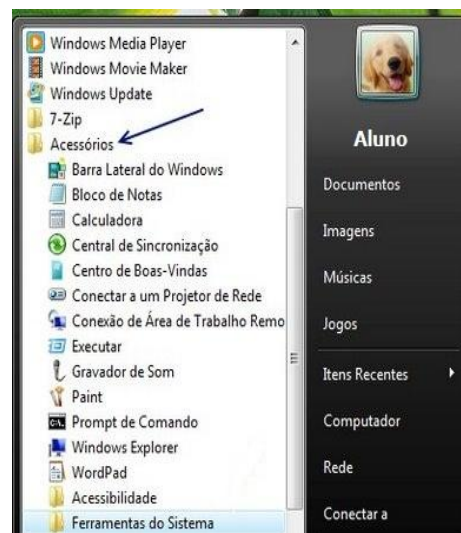 Windows Media Player
Windows Movie Maker
Windows Update
7-Zip
Acessórios
Barra Lateral do Windows
Bloco de Notas
Calculadora
Central de Sincronização
Centro de Boas-Vindas
Conectar a um Projetor de Rede
Conexão de Área de Trabalho Remo
Executar
Gravador de Som
Paint
Prompt de Comando
Windows Explorer
WordPad
Acessibilidade
Ferramentas do Sistema
Aluno
Documentos
Imagens
Músicas
Jogos
Itens Recentes
Computador
Rede
Conectar a